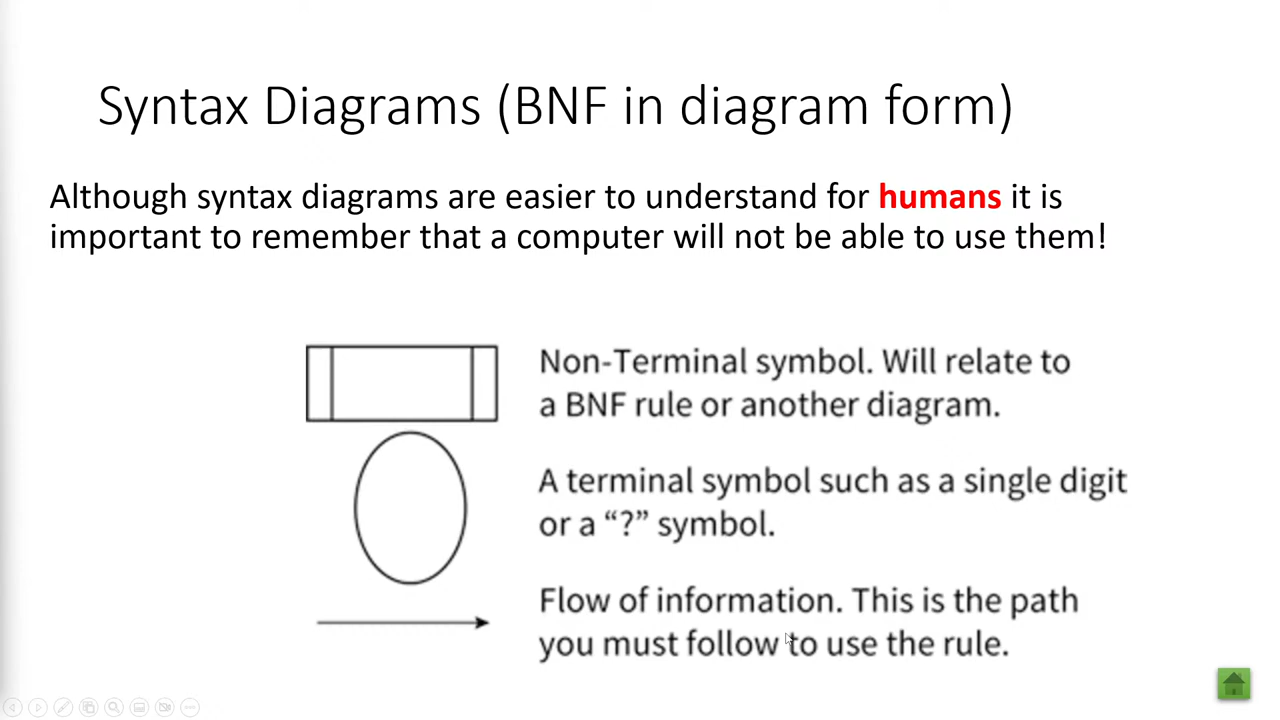 Syntax Diagrams (BNF in diagram form)
Although syntax diagrams are easier to understand for humans it is
important to remember that a computer will not be able to use them!
Non-Terminal symbol. Will relate to
a BNF rule or another diagram.
A terminal symbol such as a single digit
or a “?” symbol.
Flow of information. This is the path
you must follow to use the rule.